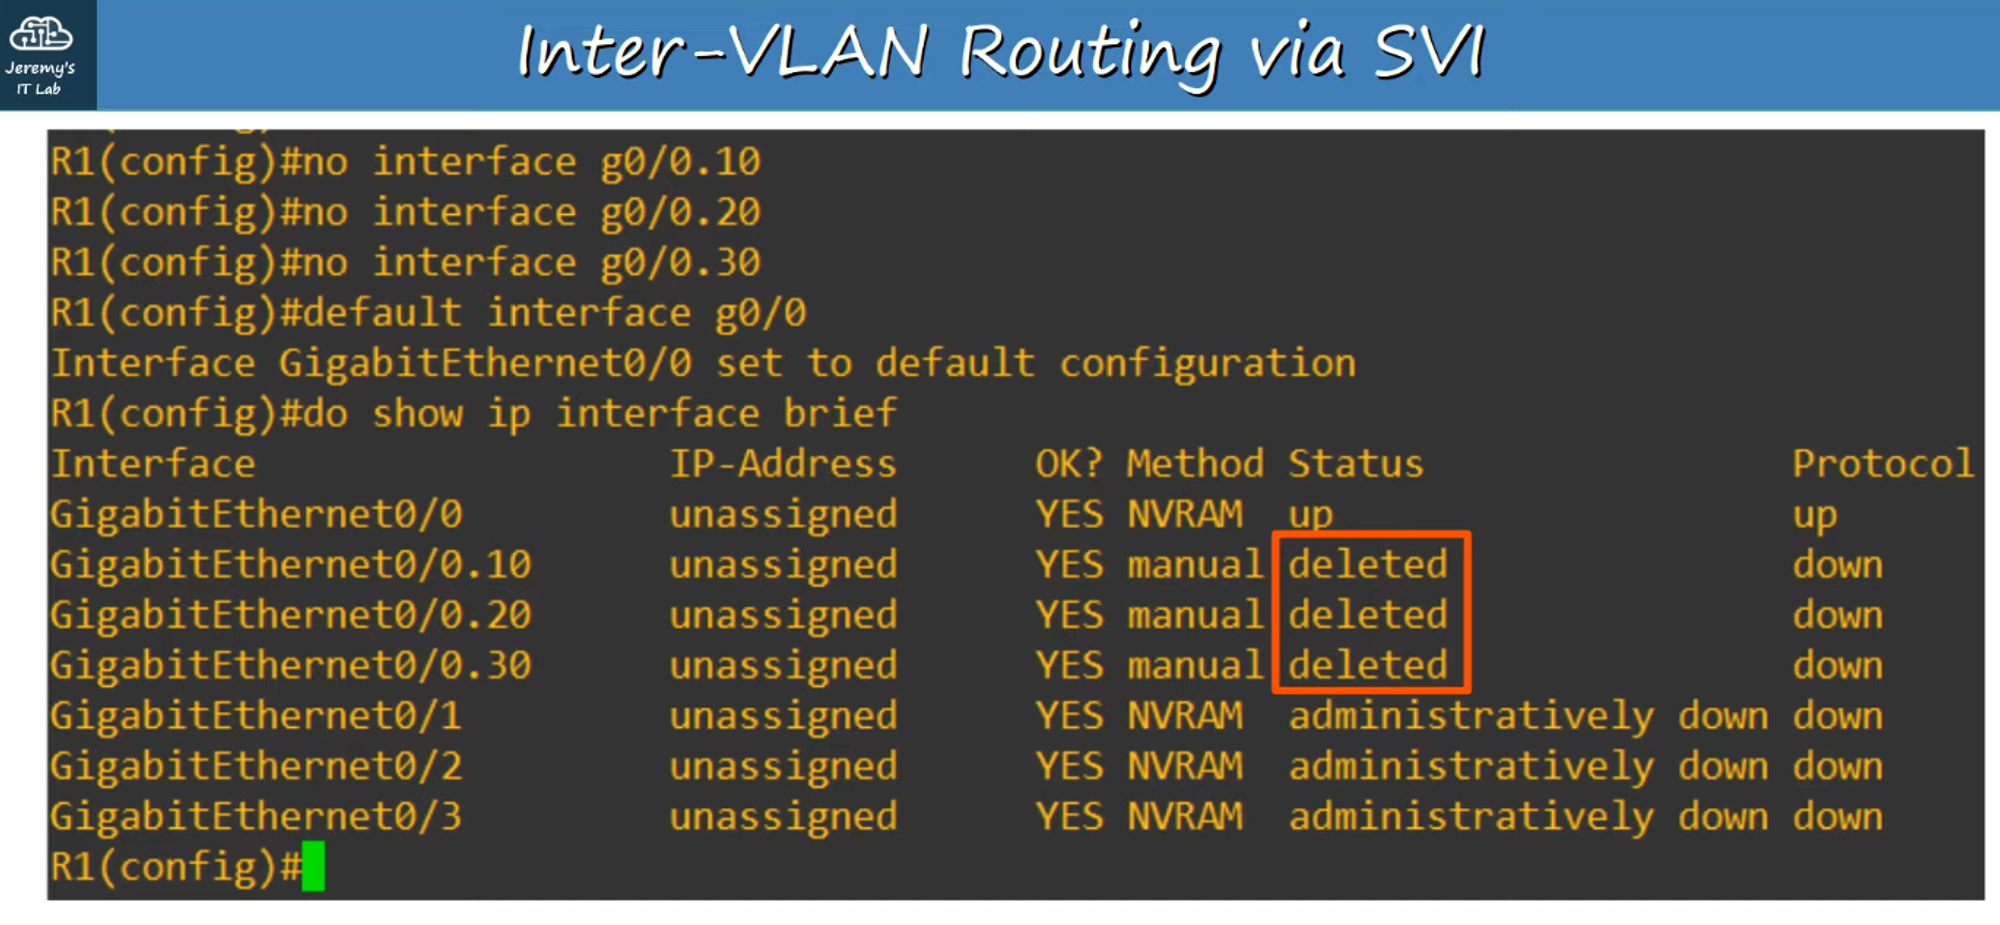 Jeremy's
IT Lab
Inter-VLAN Routing via SVI
R1(config)#no interface g0/0.10
R1(config)#no interface g0/0.20
R1(config)#no interface g0/0.30
R1(config)#default interface g0/0
Interface GigabitEthernet0/0 set to default configuration
R1(config)#do show ip interface brief
Interface IP-Address OK? Method Status Protocol
GigabitEthernet0/0 unassigned YES NVRAM up up
GigabitEthernet0/0.10 unassigned YES manual deleted down
GigabitEthernet0/0.20 unassigned YES manual deleted down
GigabitEthernet0/0.30 unassigned YES manual deleted down
GigabitEthernet0/1 unassigned YES NVRAM administratively down down
GigabitEthernet0/2 unassigned YES NVRAM administratively down down
GigabitEthernet0/3 unassigned YES NVRAM administratively down down
R1(config)#